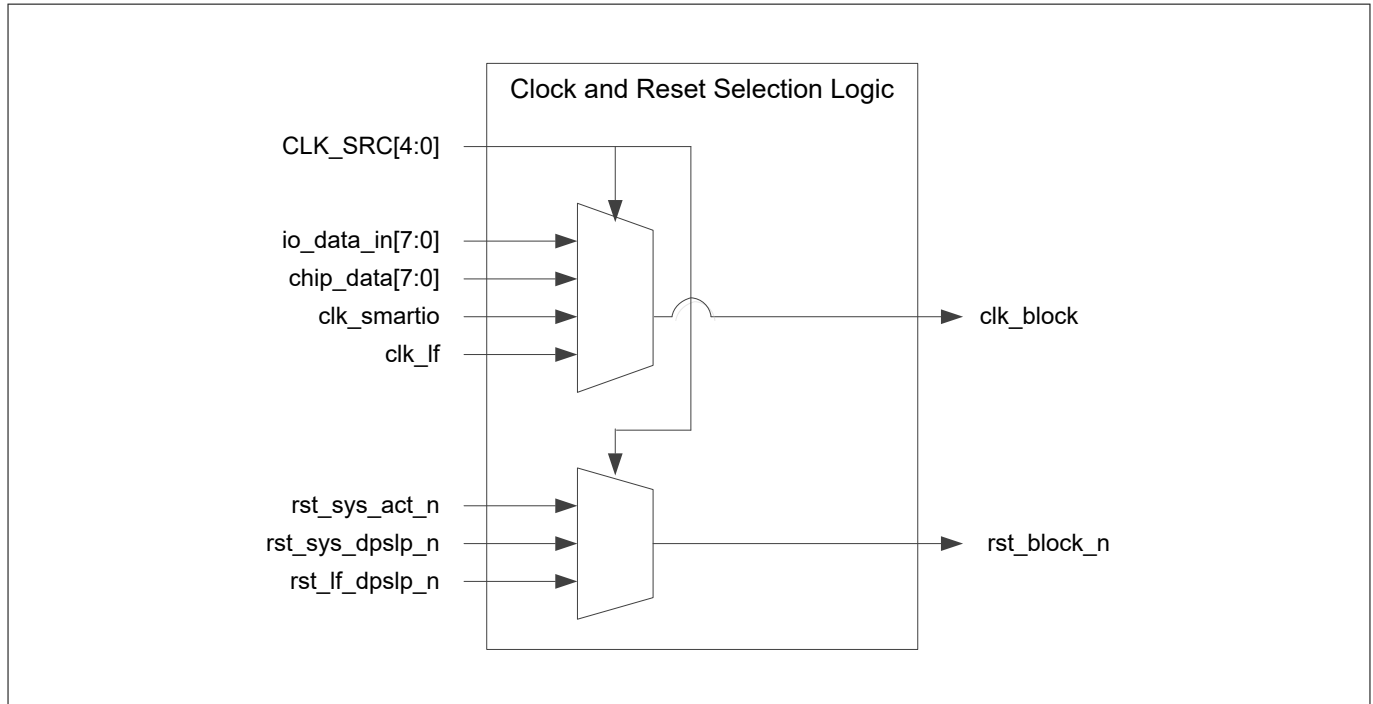 Clock and Reset Selection Logic
CLK_SRC[4:0]
io_data_in[7:0]
chip_data[7:0]
clk_smartio
clk_block
clk_lf
rst_sys_act_n
rst_sys_dpslp_n
rst_block_n
rst_lf_dpslp_n